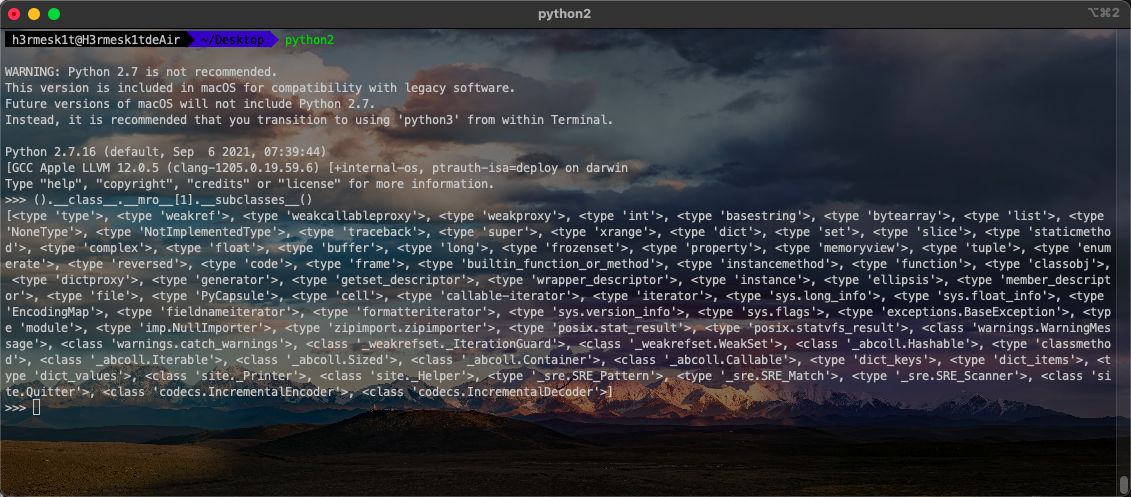 python2
⌥⌘2
h3rmesk1t@H3rmesk1tdeAir ~/Desktop python2
WARNING: Python 2.7 is not recommended.
This version is included in macOS for compatibility with legacy software.
Future versions of macOS will not include Python 2.7.
Instead, it is recommended that you transition to using 'python3' from within Terminal.
Python 2.7.16 (default, Sep  6 2021, 07:39:44)
[GCC Apple LLVM 12.0.5 (clang-1205.0.19.59.6) [+internal-os, ptrauth-isa=deploy on darwin
Type "help", "copyright", "credits" or "license" for more information.
>>> ().__class__.__mro__[1].__subclasses__()
[<type 'type'>, <type 'weakref'>, <type 'weakcallableproxy'>, <type 'weakproxy'>, <type 'int'>, <type 'basestring'>, <type 'bytearray'>, <type 'list'>, <type
'NoneType'>, <type 'NotImplementedType'>, <type 'traceback'>, <type 'super'>, <type 'xrange'>, <type 'dict'>, <type 'set'>, <type 'slice'>, <type 'staticmetho
d'>, <type 'complex'>, <type 'float'>, <type 'buffer'>, <type 'long'>, <type 'frozenset'>, <type 'property'>, <type 'memoryview'>, <type 'tuple'>, <type 'enum
erate'>, <type 'reversed'>, <type 'code'>, <type 'frame'>, <type 'builtin_function_or_method'>, <type 'instancemethod'>, <type 'function'>, <type 'classobj'>,
<type 'dictproxy'>, <type 'generator'>, <type 'getset_descriptor'>, <type 'wrapper_descriptor'>, <type 'instance'>, <type 'ellipsis'>, <type 'member_descript
or'>, <type 'file'>, <type 'PyCapsule'>, <type 'cell'>, <type 'callable-iterator'>, <type 'iterator'>, <type 'sys.long_info'>, <type 'sys.float_info'>, <type
'EncodingMap'>, <type 'fieldnameiterator'>, <type 'formatteriterator'>, <type 'sys.version_info'>, <type 'sys.flags'>, <type 'exceptions.BaseException'>, <typ
e 'module'>, <type 'imp.NullImporter'>, <type 'zipimport.zipimporter'>, <type 'posix.stat_result'>, <type 'posix.statvfs_result'>, <class 'warnings.WarningMes
sage'>, <class 'warnings.catch_warnings'>, <class '_weakrefset._IterationGuard'>, <class '_weakrefset.WeakSet'>, <class '_abcoll.Hashable'>, <type 'classmetho
d'>, <class '_abcoll.Iterable'>, <class '_abcoll.Sized'>, <class '_abcoll.Container'>, <class '_abcoll.Callable'>, <type 'dict_keys'>, <type 'dict_items'>, <t
ype 'dict_values'>, <class 'site._Printer'>, <class 'site._Helper'>, <type '_sre.SRE_Pattern'>, <type '_sre.SRE_Match'>, <type '_sre.SRE_Scanner'>, <class 'si
te.Quitter'>, <class 'codecs.IncrementalEncoder'>, <class 'codecs.IncrementalDecoder'>]
>>>